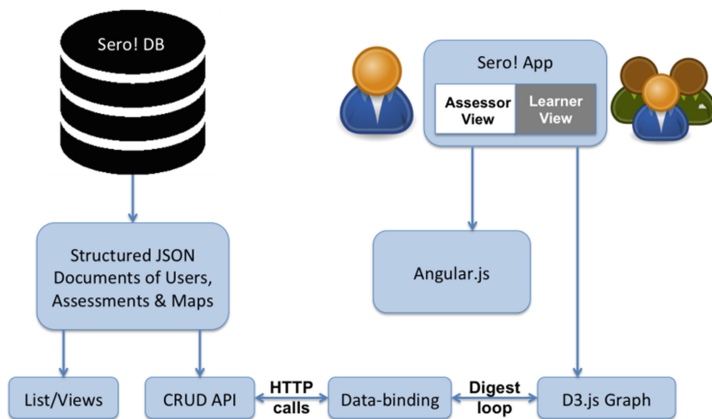 Sero! DB
Sero! App
Assessor
View
Learner
View
Structured JSON
Documents of Users,
Assessments & Maps
Angular.js
List/Views
CRUD API
HTTP
calls
Data-binding
Digest
loop
D3.js Graph